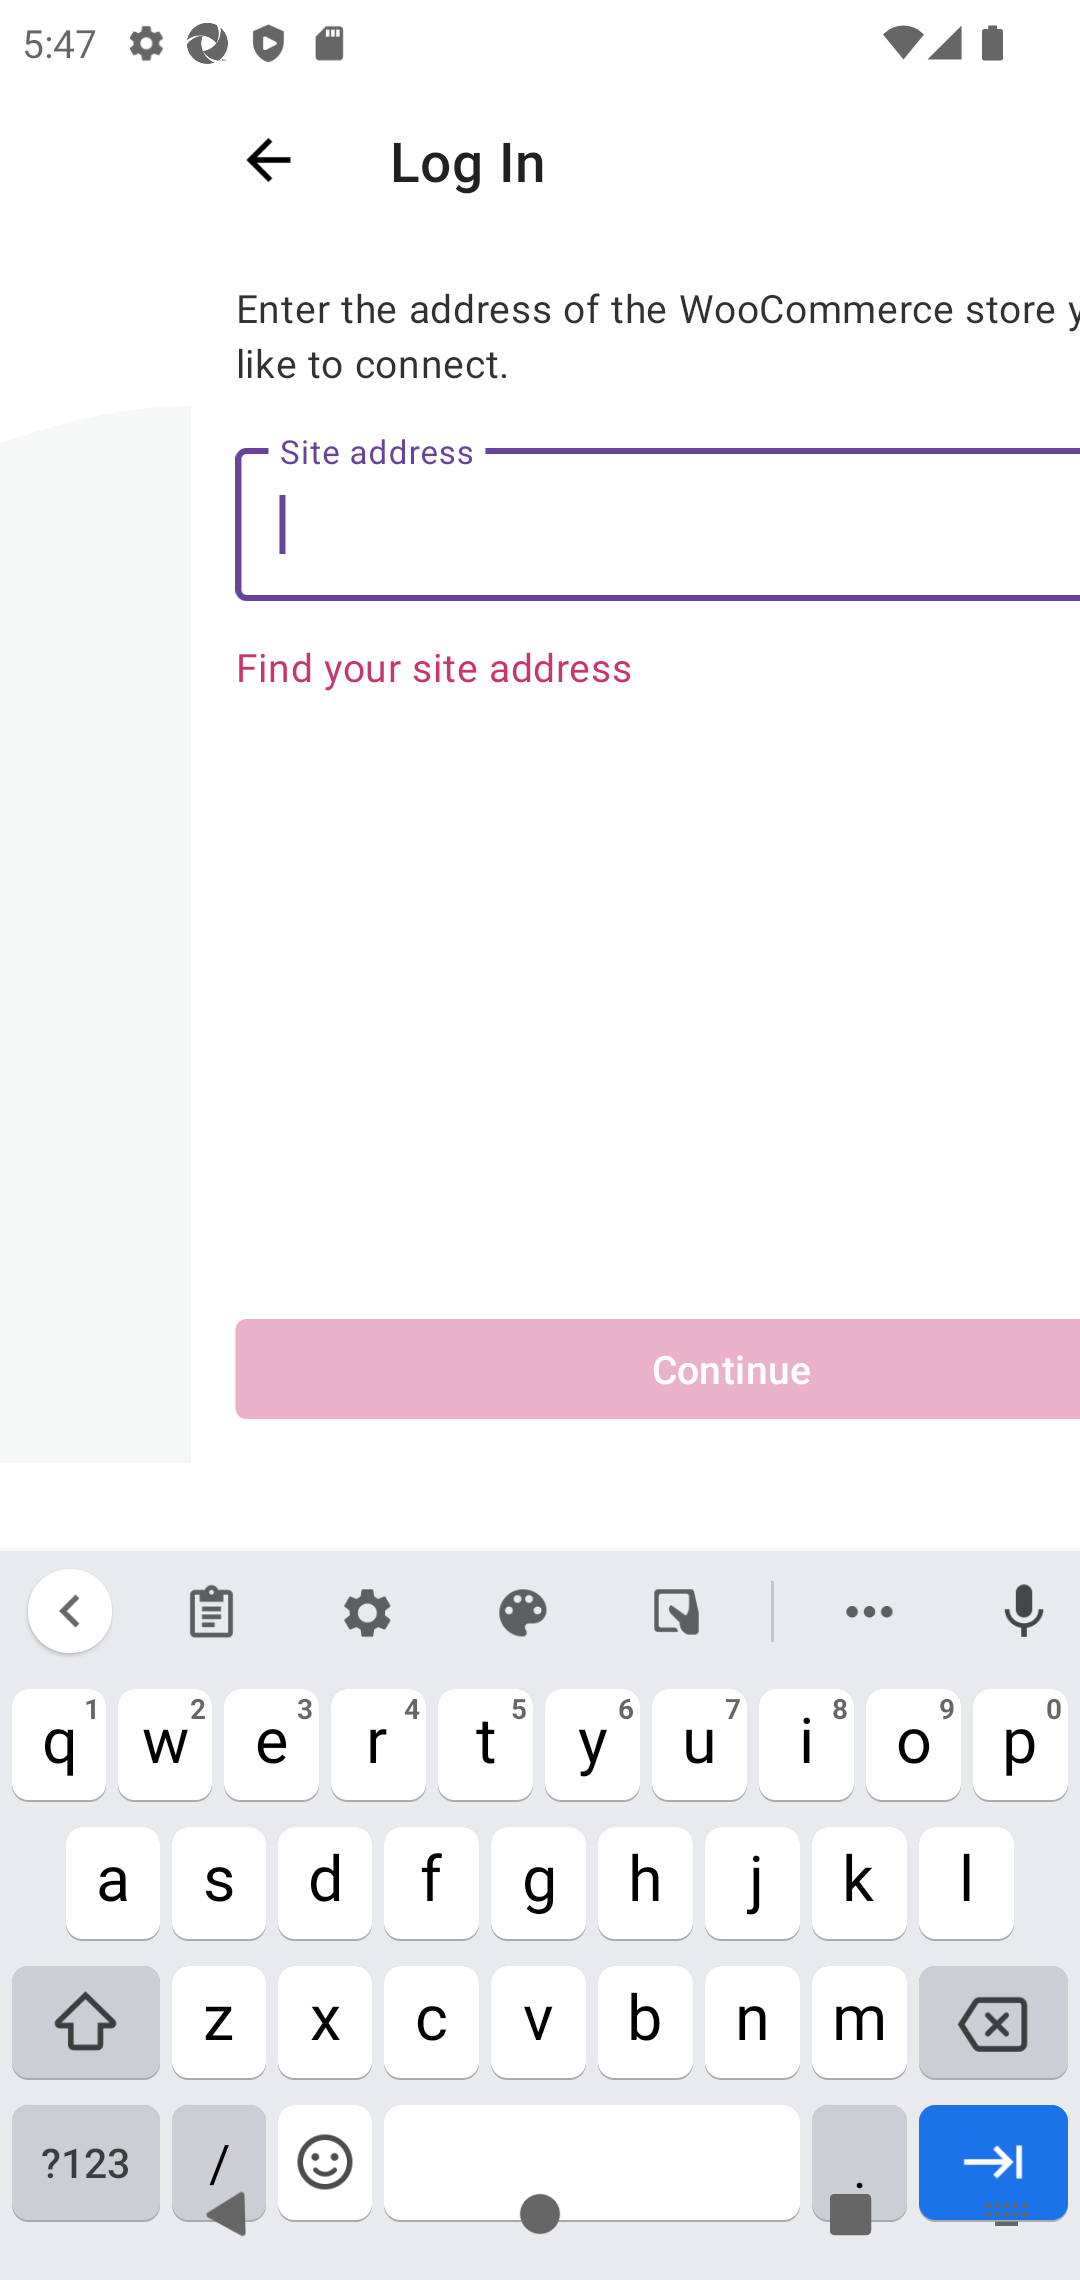 5:47
Log In
Enter the address of the WooCommerce store y
like to connect.
Site address
Find your site address
Continue
q 1 w 2 e 3 r 4 t 5 y 6 u 7 i 8 o 9 p 0
a s d f g h j k l
z x c v b n m
?123 / .